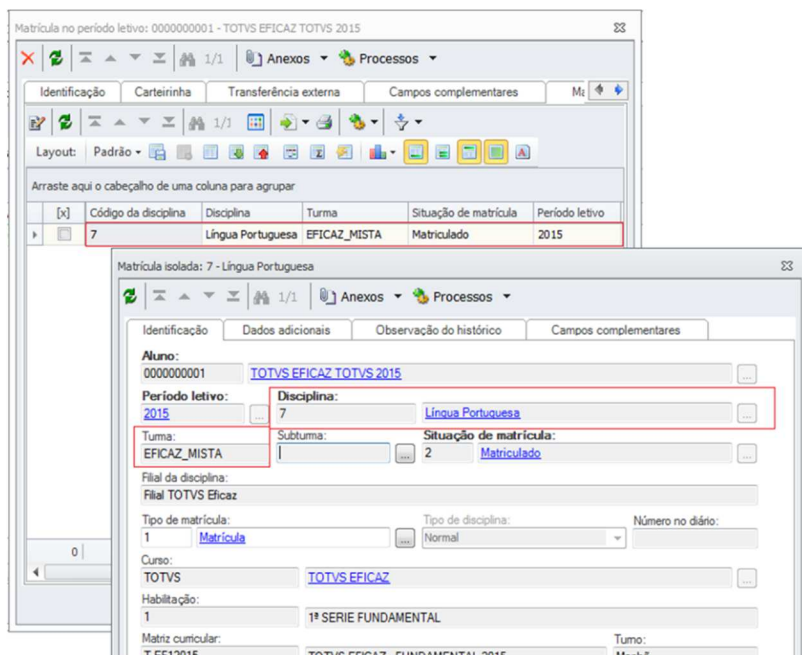 Matrícula no período letivo: 0000000001 - TOTVS EFICAZ TOTVS 2015
1/1 Anexos Processos
Identificação Carteirinha Transferência externa Campos complementares
1/1
Layout: Padrão
Arraste aqui o cabeçalho de uma coluna para agrupar
[x] Código da disciplina Disciplina Turma Situação de matrícula Período letivo
7 Língua Portuguesa EFICAZ_MISTA Matriculado 2015
Matrícula isolada: 7 - Língua Portuguesa
1/1 Anexos Processos
Identificação Dados adicionais Observação do histórico Campos complementares
Aluno:
0000000001 TOTVS EFICAZ TOTVS 2015 ...
Período letivo: Disciplina:
2015 ... 7 Língua Portuguesa ...
Turma: Subturma: Situação de matrícula:
EFICAZ_MISTA ... 2 Matriculado ...
Filial da disciplina:
Filial TOTVS Eficaz
Tipo de matrícula: Tipo de disciplina: Número no diário:
1 Matrícula ... Normal
0
Curso:
TOTVS TOTVS EFICAZ ...
Habilitação:
1 1ª SERIE FUNDAMENTAL
Matriz curricular: Turno: